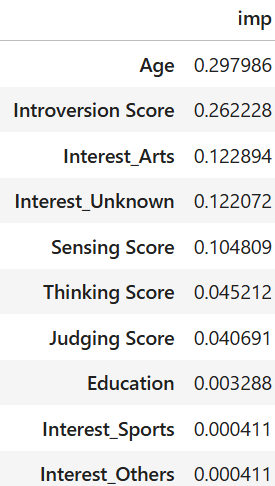 imp
Age 0.297986
Introversion Score 0.262228
Interest_Arts 0.122894
Interest_Unknown 0.122072
Sensing Score 0.104809
Thinking Score 0.045212
Judging Score 0.040691
Education 0.003288
Interest_Sports 0.000411
Interest_Others 0.000411